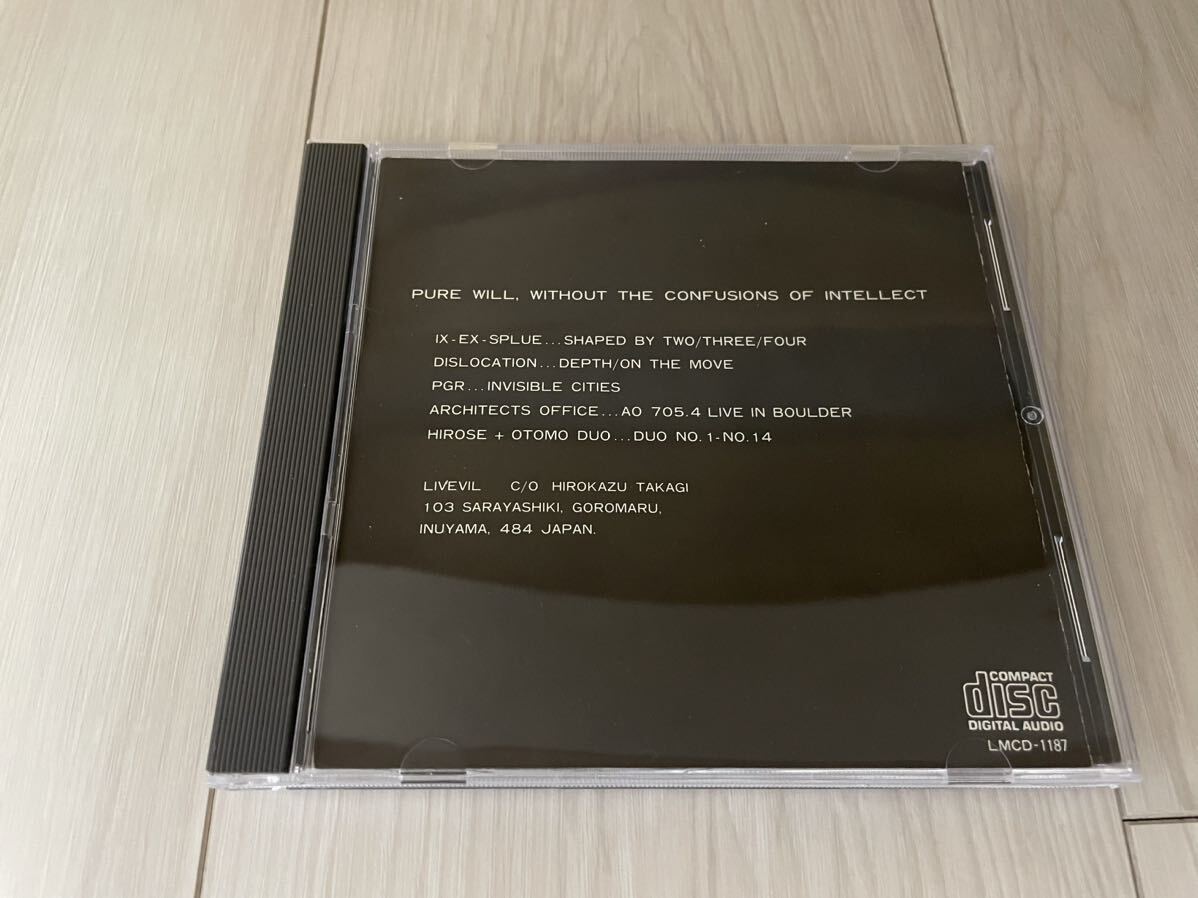 PURE WILL, WITHOUT THE CONFUSIONS OF INTELLECT
IX-EX-SPLUE...SHAPED BY TWO/THREE/FOUR
DISLOCATION...DEPTH/ON THE MOVE
PGR...INVISIBLE CITIES
ARCHITECTS OFFICE...AO 705.4 LIVE IN BOULDER
HIROSE + OTOMO DUO...DUO NO.1-NO.14
LIVEVIL C/O HIROKAZU TAKAGI
103 SARAYASHIKI, GOROMARU,
INUYAMA, 484 JAPAN.
COMPACT
disc
DIGITAL AUDIO
LMCD-1187